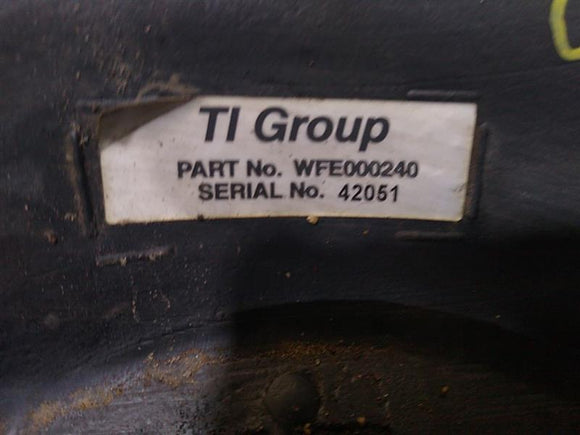 TI Group
PART No. WFE000240
SERIAL No. 42051